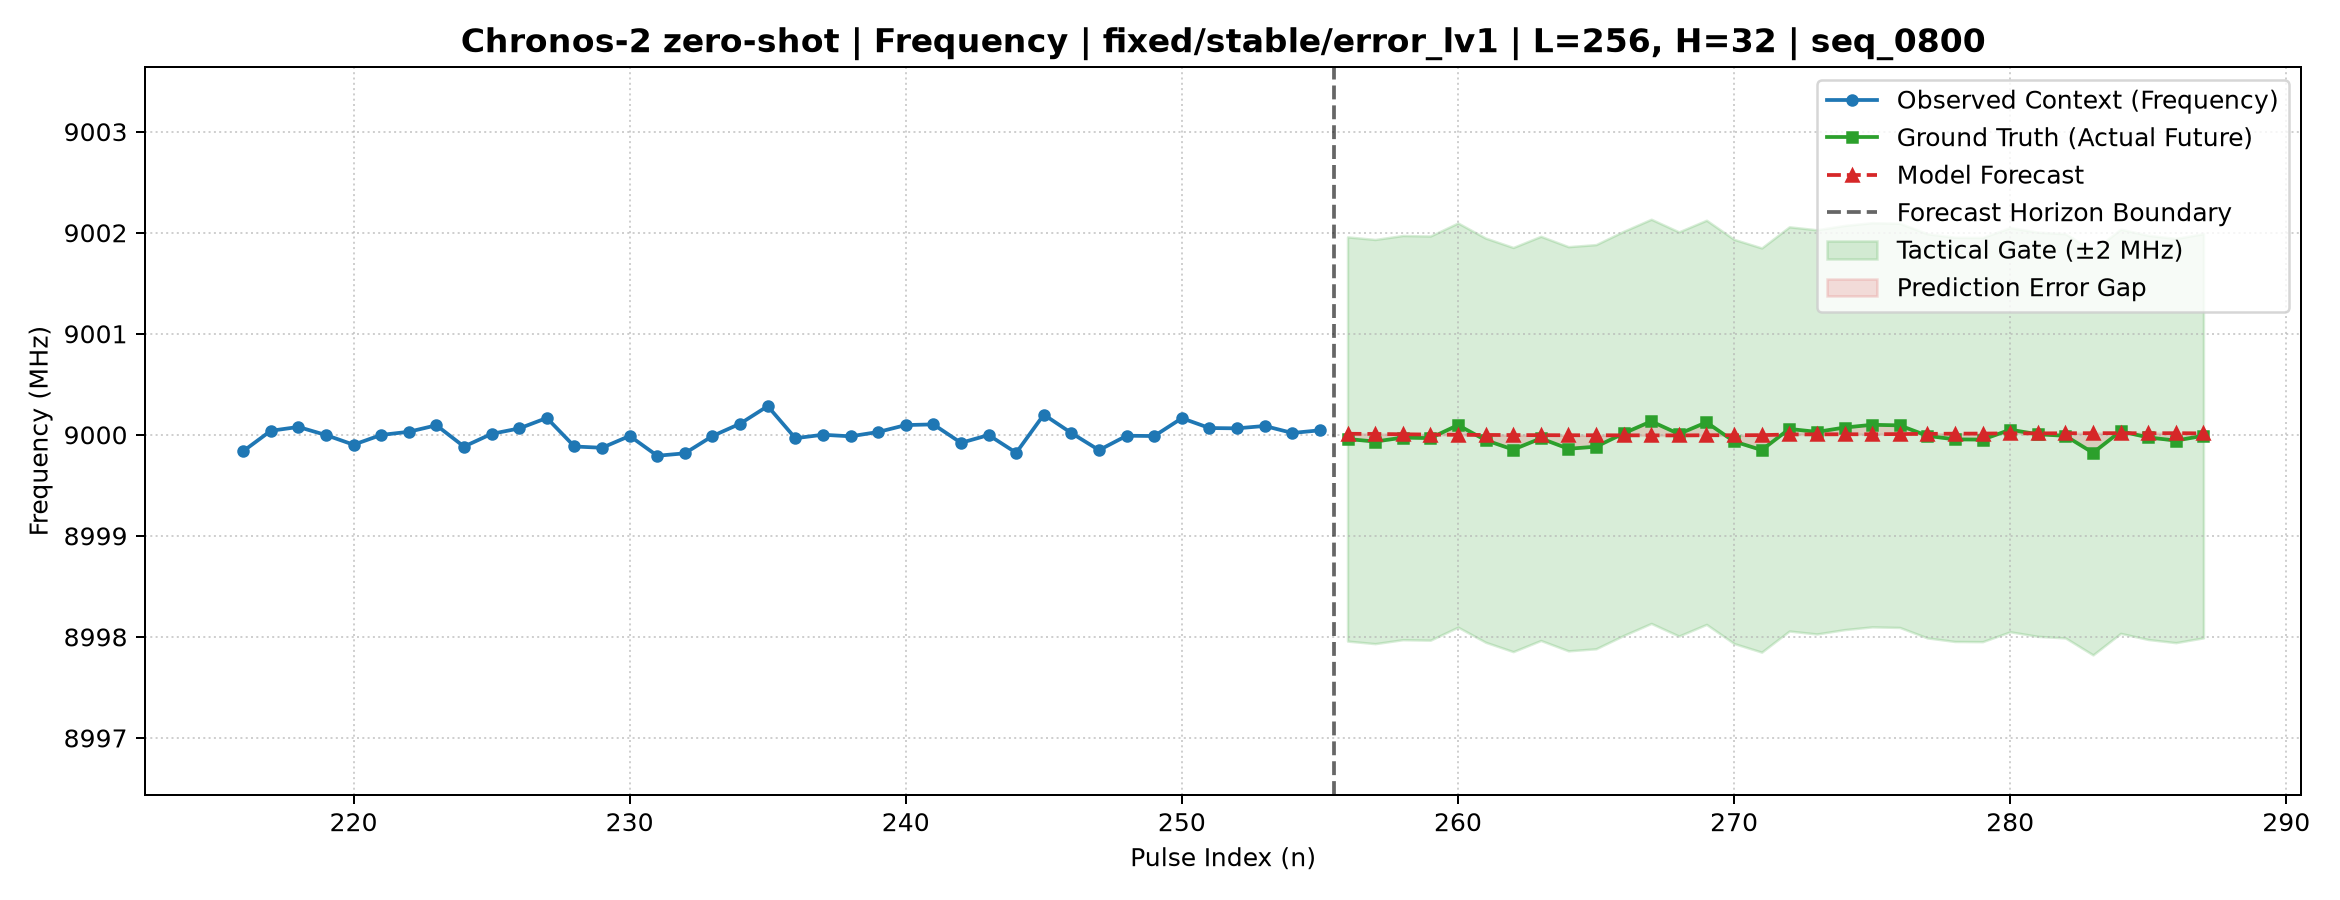 Chronos-2 zero-shot | Frequency | fixed/stable/error_lv1 | L=256, H=32 | seq_0800
Observed Context (Frequency)
Ground Truth (Actual Future)
Model Forecast
Forecast Horizon Boundary
Tactical Gate (±2 MHz)
Prediction Error Gap
Frequency (MHz)
9003
9002
9001
9000
8999
8998
8997
220 230 240 250 260 270 280 290
Pulse Index (n)